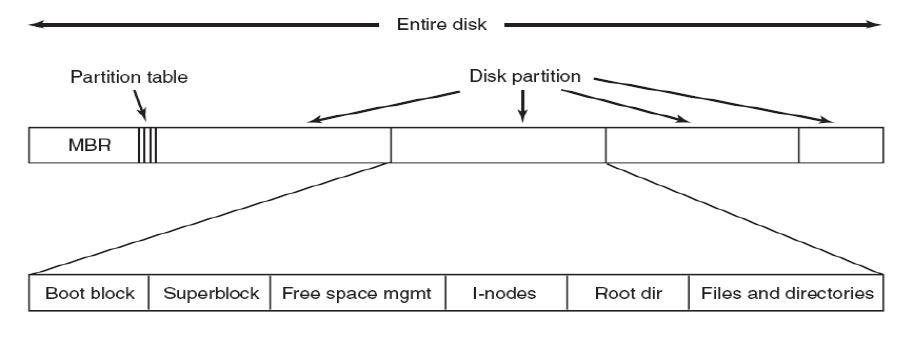 Entire disk
Partition table
Disk partition
MBR
Boot block
Superblock
Free space mgmt
I-nodes
Root dir
Files and directories